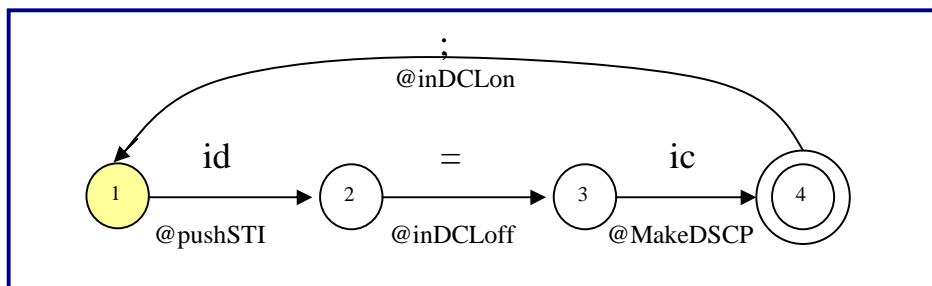 ;
@inDCLon
id = ic
1 2 3 4
@pushSTI @inDCLoff @MakeDSCP